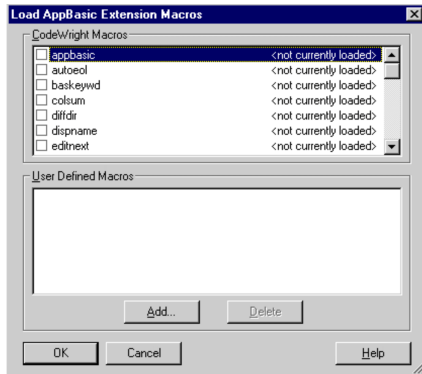 Load AppBasic Extension Macros
CodeWright Macros
appbasic <not currently loaded>
autoeol <not currently loaded>
baskeywd <not currently loaded>
colsum <not currently loaded>
diffdir <not currently loaded>
dispname <not currently loaded>
editnext <not currently loaded>
User Defined Macros
Add... Delete
OK Cancel Help